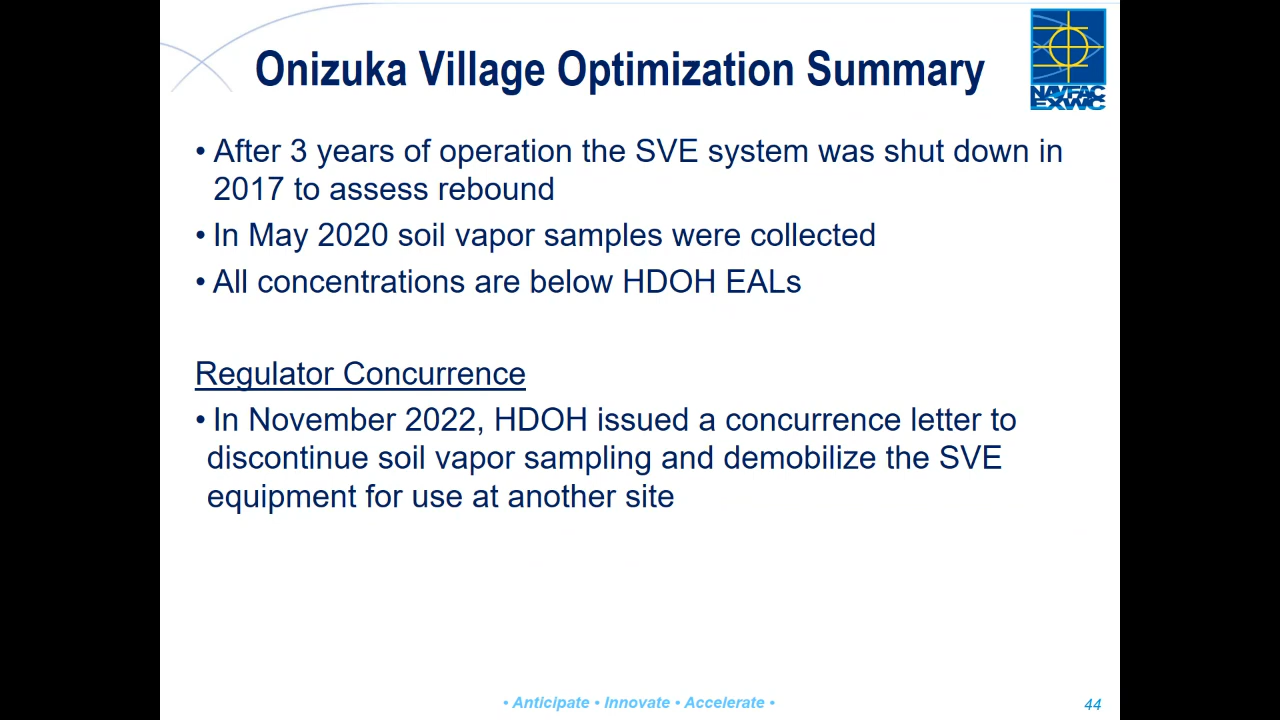 Onizuka Village Optimization Summary
NAVFAC
EXWC
• After 3 years of operation the SVE system was shut down in
2017 to assess rebound
• In May 2020 soil vapor samples were collected
• All concentrations are below HDOH EALs
Regulator Concurrence
• In November 2022, HDOH issued a concurrence letter to
discontinue soil vapor sampling and demobilize the SVE
equipment for use at another site
• Anticipate • Innovate • Accelerate •
44